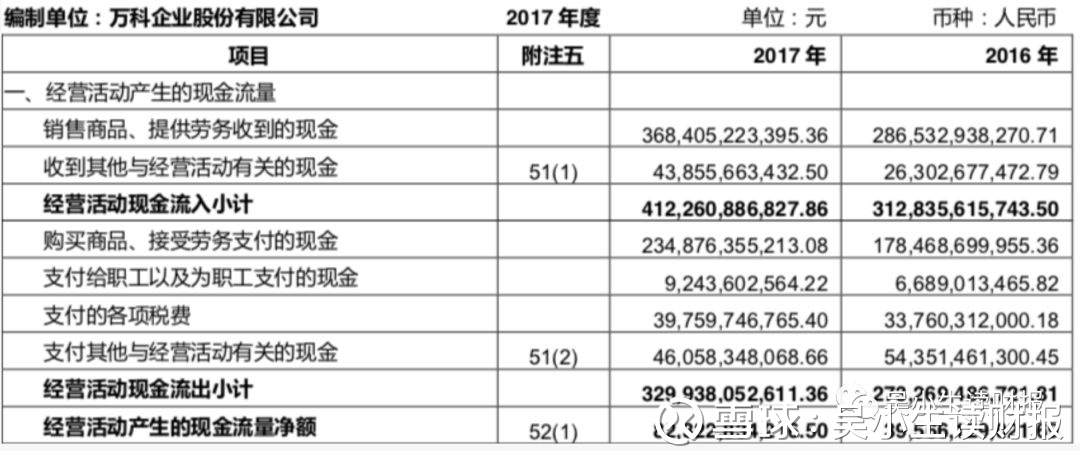 编制单位：万科企业股份有限公司 2017 年度 单位：元 币种：人民币
项目 附注五 2017 年 2016 年
一、经营活动产生的现金流量
销售商品、提供劳务收到的现金 368,405,223,395.36 286,532,938,270.71
收到其他与经营活动有关的现金 51(1) 43,855,663,432.50 26,302,677,472.79
经营活动现金流入小计 412,260,886,827.86 312,835,615,743.50
购买商品、接受劳务支付的现金 234,876,355,213.08 178,468,699,955.36
支付给职工以及为职工支付的现金 9,243,602,564.22 6,689,013,465.82
支付的各项税费 39,759,746,765.40 33,760,312,000.18
支付其他与经营活动有关的现金 51(2) 46,058,348,068.66 54,351,461,300.45
经营活动现金流出小计 329,938,052,611.36
经营活动产生的现金流量净额 52(1)
雪球：吴尔生读财报